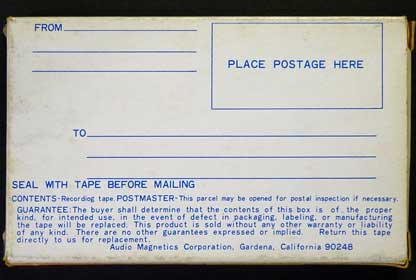 FROM
PLACE POSTAGE HERE
TO
SEAL WITH TAPE BEFORE MAILING
CONTENTS-Recording tape. POSTMASTER-This parcel may be opened for postal inspection if necessary.
GUARANTEE: The buyer shall determine that the contents of this box is of the proper
kind, for intended use, in the event of defect in packaging, labeling, or manufacturing
the tape will be replaced. This product is sold without any other warranty or liability
of any kind. There are no other guarantees expressed or implied. Return this tape
directly to us for replacement.
Audio Magnetics Corporation, Gardena, California 90248